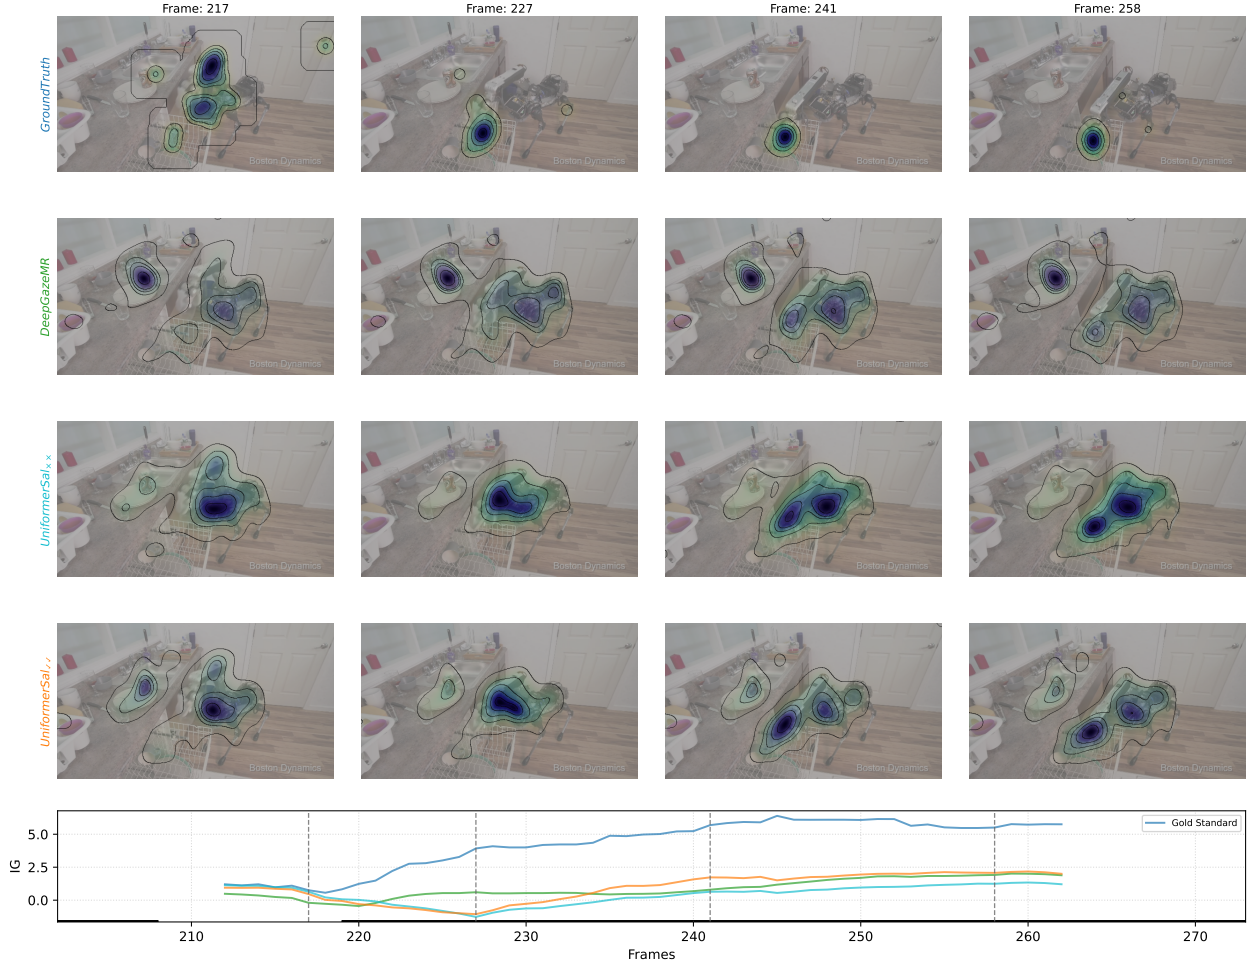 Frame: 217
Frame: 227
Frame: 241
Frame: 258
GroundTruth
Boston Dynamics
Boston Dynamics
Boston Dynamics
Boston Dynamics
DeepGazeMR
Boston Dynamics
Boston Dynamics
Boston Dynamics
Boston Dynamics
UniformerSal××
Boston Dynamics
Boston Dynamics
Boston Dynamics
Boston Dynamics
UniformerSal✓✓
Boston Dynamics
Boston Dynamics
Boston Dynamics
Boston Dynamics
Gold Standard
5.0
2.5
0.0
IG
210
220
230
240
250
260
270
Frames